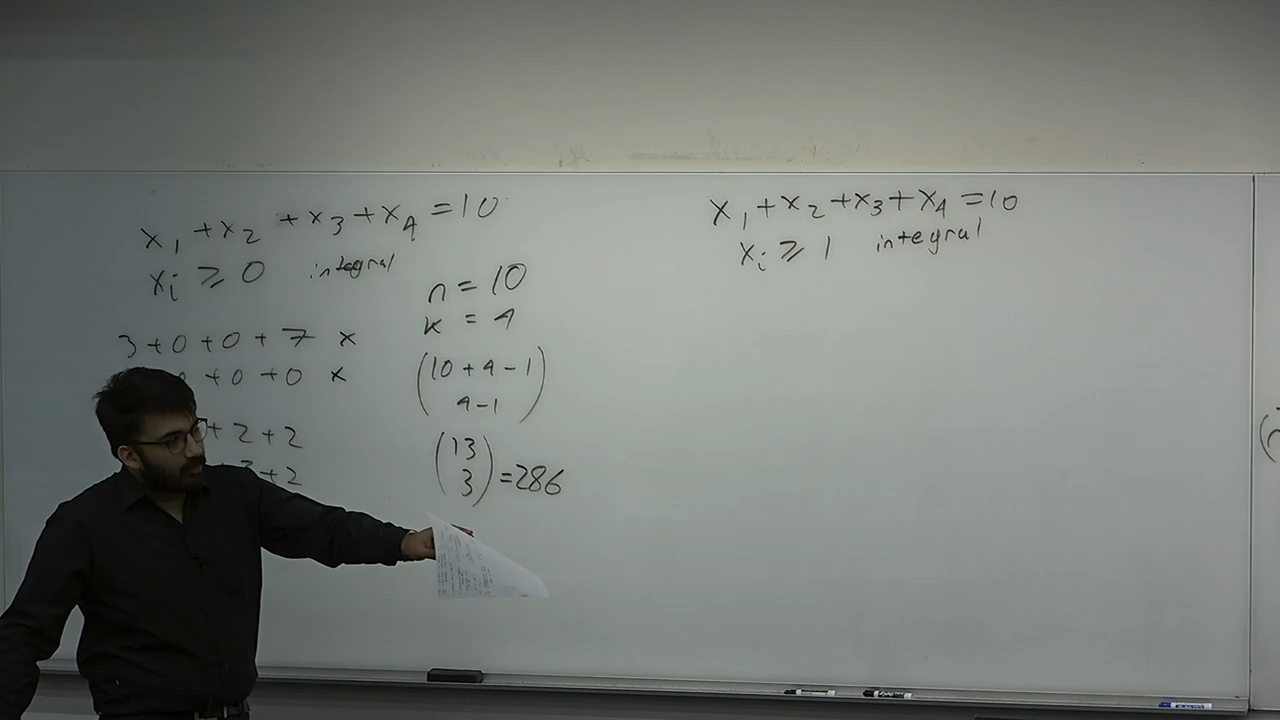 x₁ + x₂ + x₃ + x₄ = 10
xᵢ ≥ 0 integral
3 + 0 + 0 + 7 x
+ 0 + 0 x
+ 2 + 2
+ 2
n = 10
k = 4
(10 + 4 - 1
4 - 1)
(13
3) = 286
x₁ + x₂ + x₃ + x₄ = 10
xᵢ ≥ 1 integral